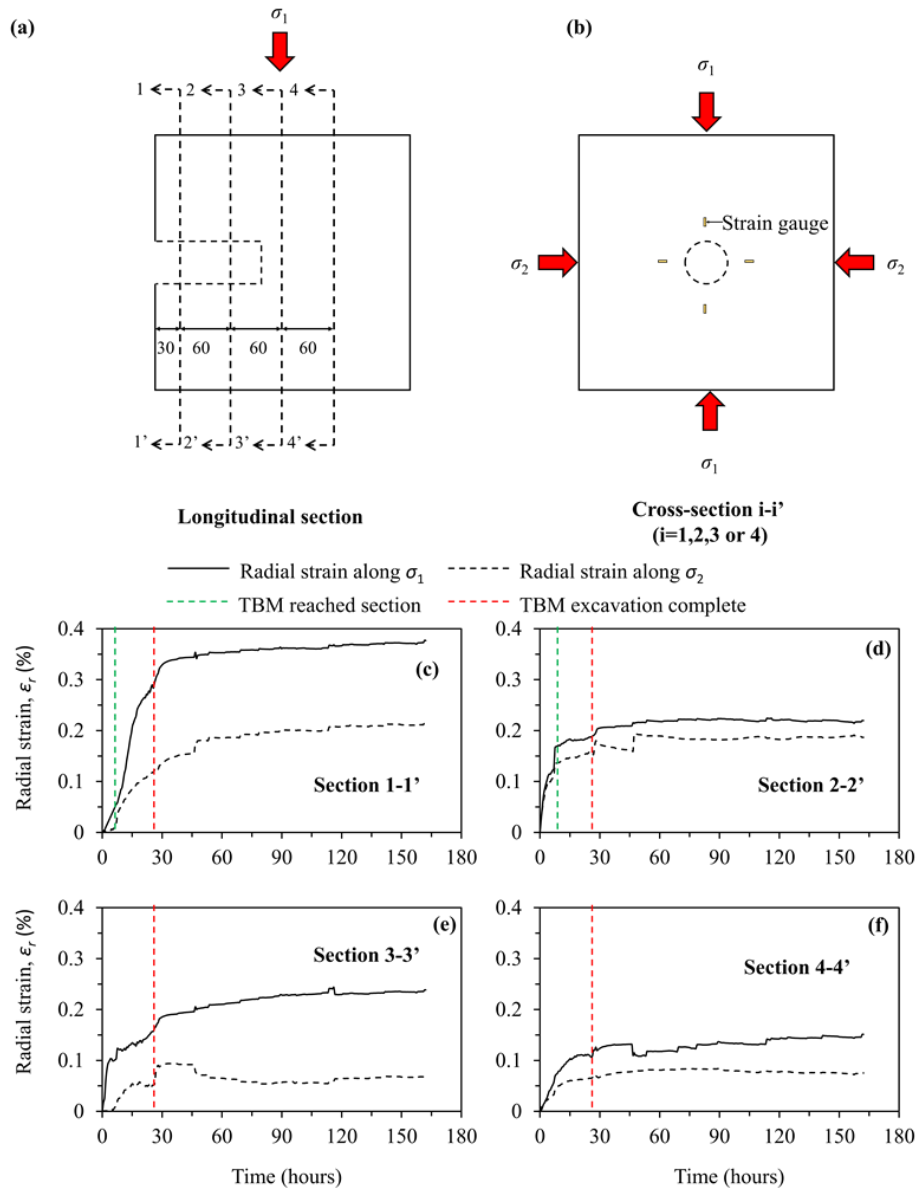 (a)
σ1
1 2 3 4
30 60 60 60
1’ 2’ 3’ 4’
Longitudinal section
(b)
σ1
Strain gauge
σ2 σ2
σ1
Cross-section i-i’
(i=1,2,3 or 4)
Radial strain along σ1 Radial strain along σ2
TBM reached section TBM excavation complete
Radial strain, εr (%)
0.4
0.3
0.2
0.1
0
(c)
Section 1-1’
0 30 60 90 120 150 180
0.4
0.3
0.2
0.1
0
(d)
Section 2-2’
0 30 60 90 120 150 180
Radial strain, εr (%)
0.4
0.3
0.2
0.1
0
(e)
Section 3-3’
0 30 60 90 120 150 180
Time (hours)
0.4
0.3
0.2
0.1
0
(f)
Section 4-4’
0 30 60 90 120 150 180
Time (hours)